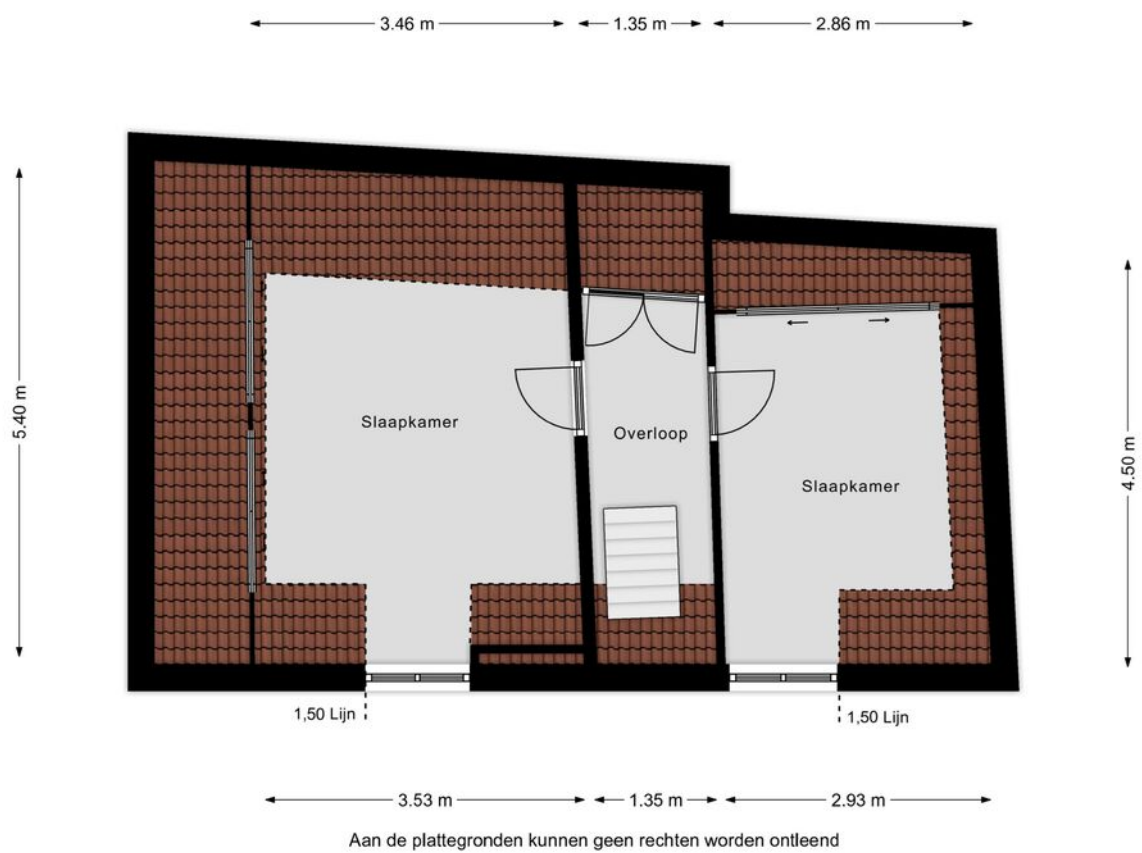 3.46 m
1.35 m
2.86 m
5.40 m
Slaapkamer
Overloop
Slaapkamer
4.50 m
1,50 Lijn
1,50 Lijn
3.53 m
1.35 m
2.93 m
Aan de plattegronden kunnen geen rechten worden ontleend